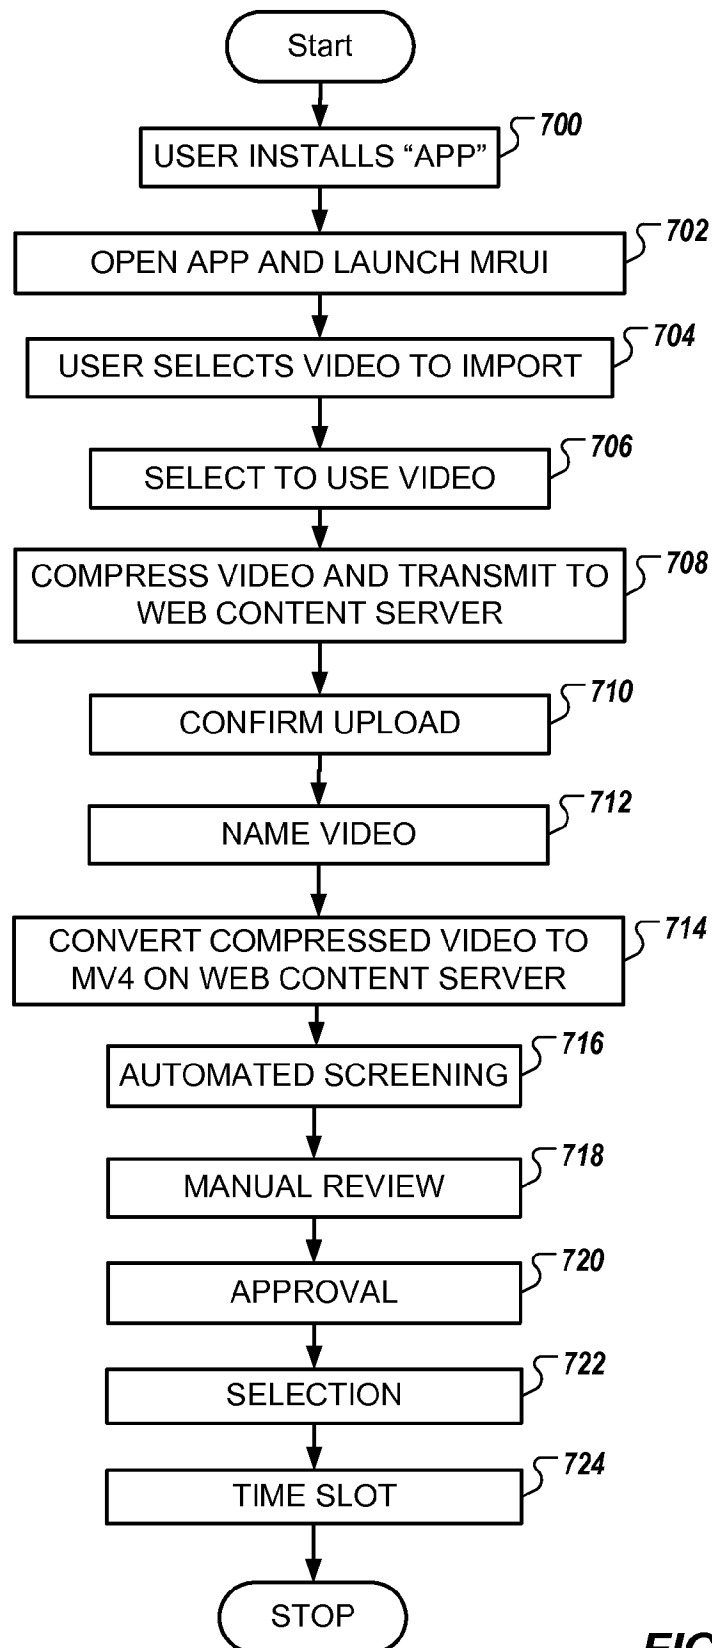 Start
700
USER INSTALLS “APP”
702
OPEN APP AND LAUNCH MRUI
704
USER SELECTS VIDEO TO IMPORT
706
SELECT TO USE VIDEO
708
COMPRESS VIDEO AND TRANSMIT TO
WEB CONTENT SERVER
710
CONFIRM UPLOAD
712
NAME VIDEO
714
CONVERT COMPRESSED VIDEO TO
MV4 ON WEB CONTENT SERVER
716
AUTOMATED SCREENING
718
MANUAL REVIEW
720
APPROVAL
722
SELECTION
724
TIME SLOT
STOP